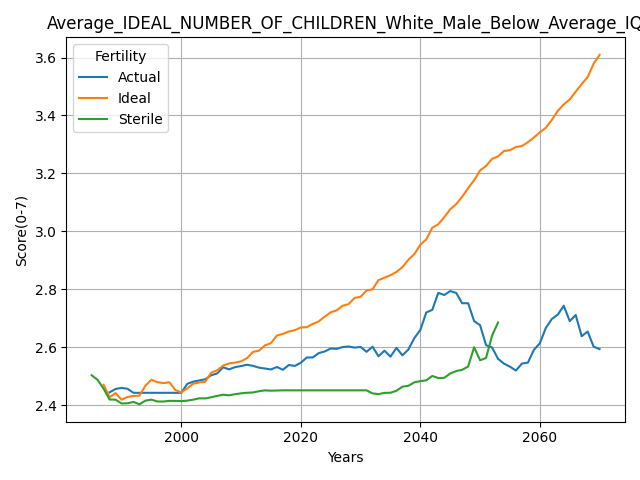 Average_IDEAL_NUMBER_OF_CHILDREN_White_Male_Below_Average_IQ
Fertility
Actual
Ideal
Sterile
3.6
3.4
3.2
3.0
2.8
2.6
2.4
Score(0-7)
2000 2020 2040 2060
Years